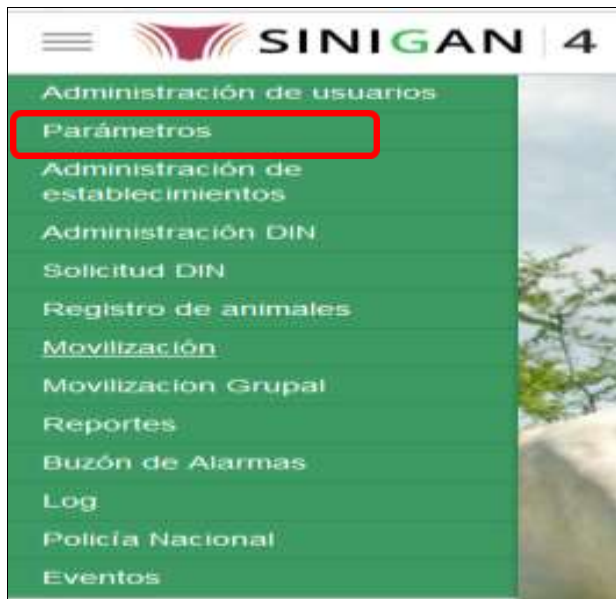 SINIGAN 4
Administración de usuarios
Parámetros
Administración de
establecimientos
Administración DIN
Solicitud DIN
Registro de animales
Movilización
Movilizacion Grupal
Reportes
Buzón de Alarmas
Log
Policía Nacional
Eventos